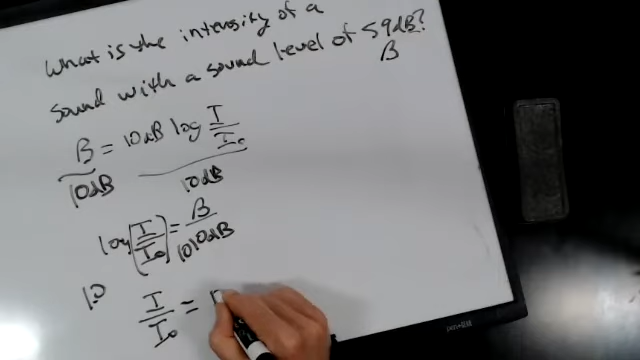 What is the intensity of a
sound with a sound level of 59dB?
β
β = 10dB log I/I₀
10dB 10dB
log(I/I₀) = β/10dB
10 10
I/I₀ =